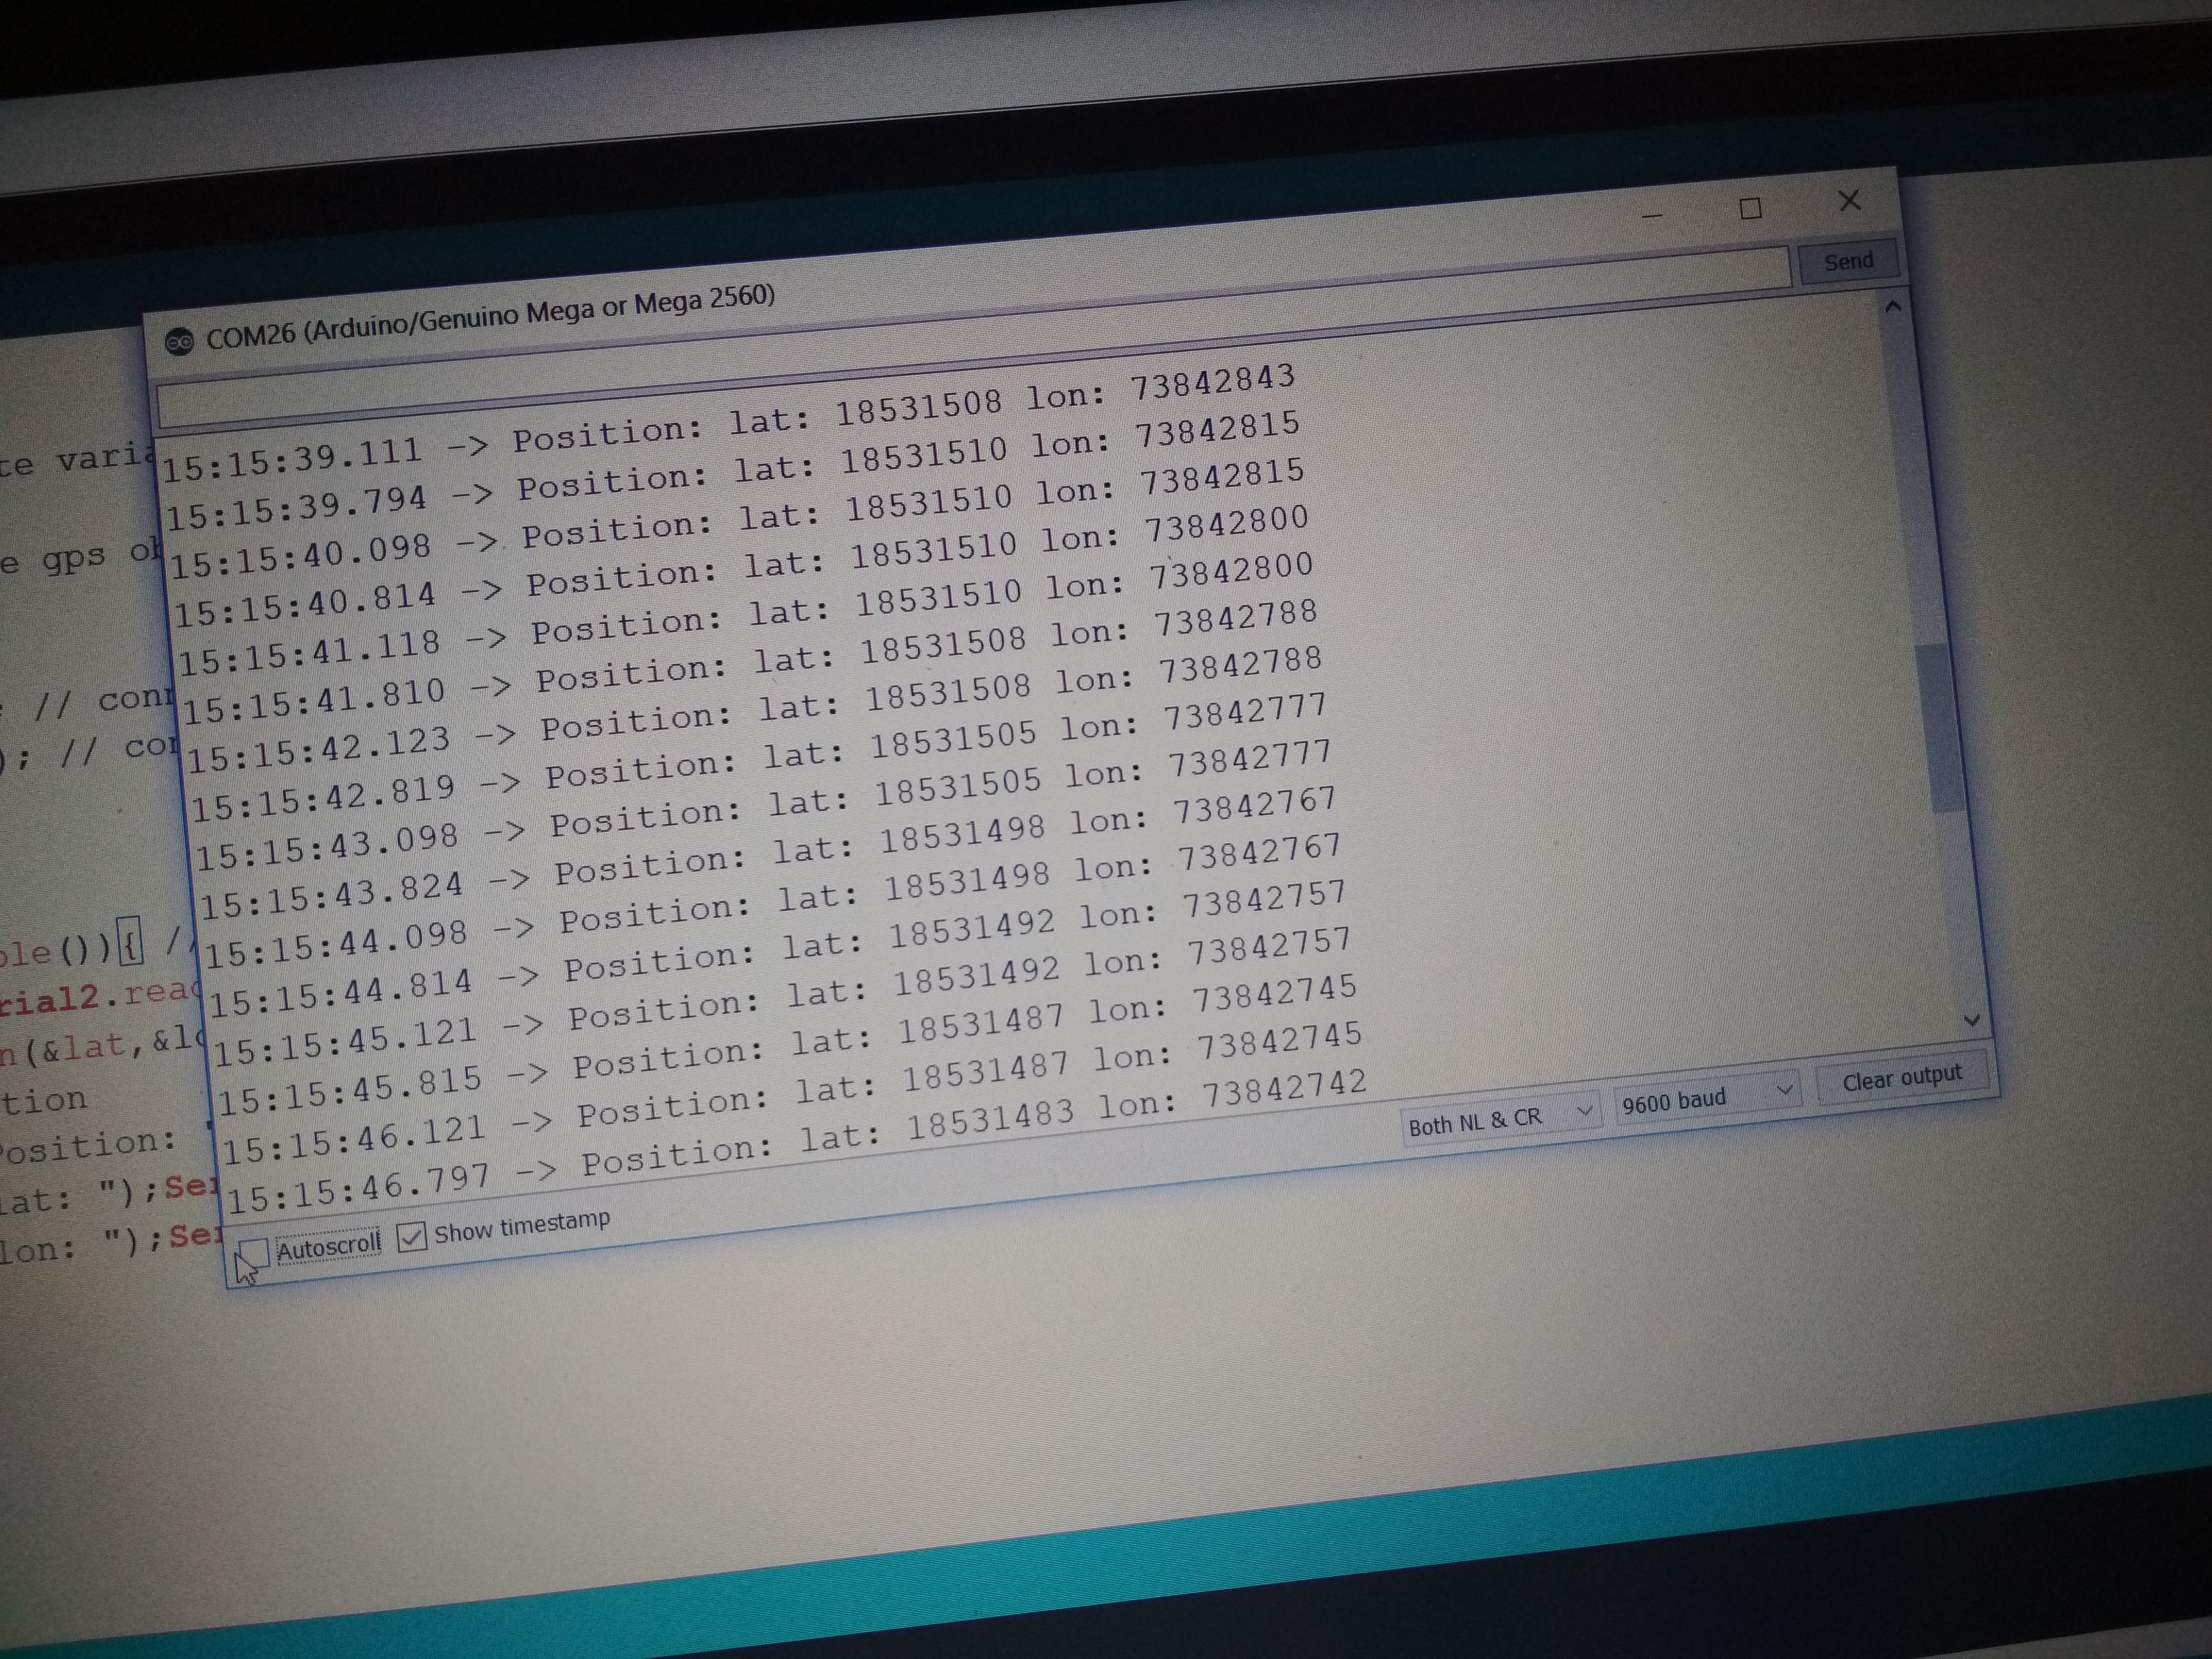 COM26 (Arduino/Genuino Mega or Mega 2560)
Send
15:15:39.111 -> Position: lat: 18531508 lon: 73842843
15:15:39.794 -> Position: lat: 18531510 lon: 73842815
15:15:40.098 -> Position: lat: 18531510 lon: 73842815
15:15:40.814 -> Position: lat: 18531510 lon: 73842800
15:15:41.118 -> Position: lat: 18531510 lon: 73842800
15:15:41.810 -> Position: lat: 18531508 lon: 73842788
15:15:42.123 -> Position: lat: 18531508 lon: 73842788
15:15:42.819 -> Position: lat: 18531505 lon: 73842777
15:15:43.098 -> Position: lat: 18531505 lon: 73842777
15:15:43.824 -> Position: lat: 18531498 lon: 73842767
15:15:44.098 -> Position: lat: 18531498 lon: 73842767
15:15:44.814 -> Position: lat: 18531492 lon: 73842757
15:15:45.121 -> Position: lat: 18531492 lon: 73842757
15:15:45.815 -> Position: lat: 18531487 lon: 73842745
15:15:46.121 -> Position: lat: 18531487 lon: 73842745
15:15:46.797 -> Position: lat: 18531483 lon: 73842742
Autoscroll Show timestamp
Both NL & CR 9600 baud Clear output
te varia
e gps ob
; // conn
); // con
ble()){ //
rial2.read
n(&lat,&lo
tion
Position: "
lat: ");Ser
lon: ");Ser